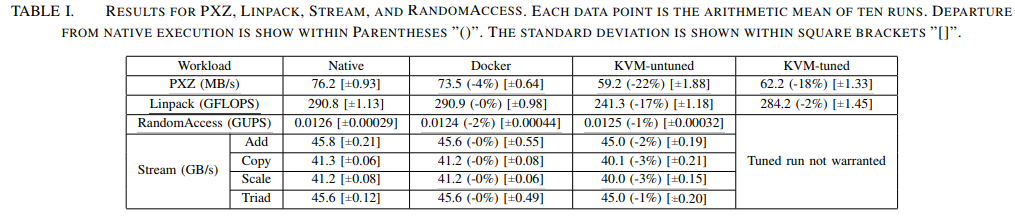 TABLE I. RESULTS FOR PXZ, LINPACK, STREAM, AND RANDOMACCESS. EACH DATA POINT IS THE ARITHMETIC MEAN OF TEN RUNS. DEPARTURE
FROM NATIVE EXECUTION IS SHOW WITHIN PARENTHESES "()". THE STANDARD DEVIATION IS SHOWN WITHIN SQUARE BRACKETS "[]".
Workload Native Docker KVM-untuned KVM-tuned
PXZ (MB/s) 76.2 [±0.93] 73.5 (-4%) [±0.64] 59.2 (-22%) [±1.88] 62.2 (-18%) [±1.33]
Linpack (GFLOPS) 290.8 [±1.13] 290.9 (-0%) [±0.98] 241.3 (-17%) [±1.18] 284.2 (-2%) [±1.45]
RandomAccess (GUPS) 0.0126 [±0.00029] 0.0124 (-2%) [±0.00044] 0.0125 (-1%) [±0.00032]
Stream (GB/s)
Add 45.8 [±0.21] 45.6 (-0%) [±0.55] 45.0 (-2%) [±0.19]
Copy 41.3 [±0.06] 41.2 (-0%) [±0.08] 40.1 (-3%) [±0.21]
Scale 41.2 [±0.08] 41.2 (-0%) [±0.06] 40.0 (-3%) [±0.15]
Triad 45.6 [±0.12] 45.6 (-0%) [±0.49] 45.0 (-1%) [±0.20]
Tuned run not warranted